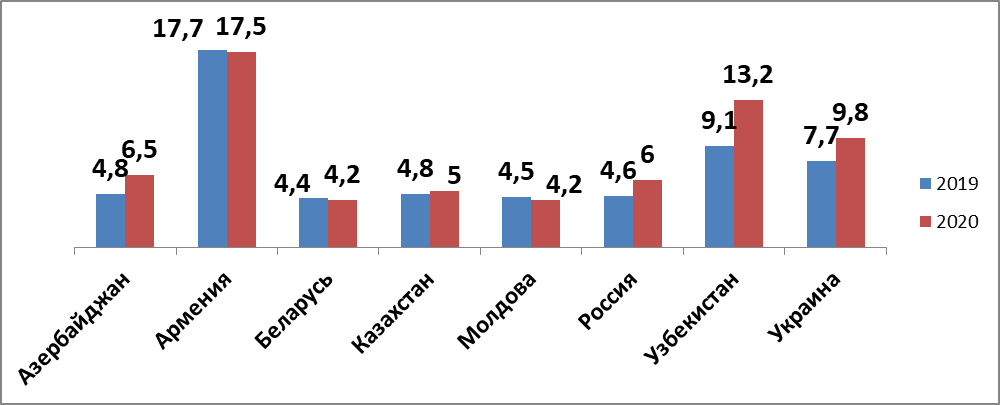 17,7 17,5
13,2
9,1 9,8
7,7
4,8 6,5
4,4 4,2
4,8 5
4,5 4,2
4,6 6
2019
2020
Азербайджан
Армения
Беларусь
Казахстан
Молдова
Россия
Узбекистан
Украина